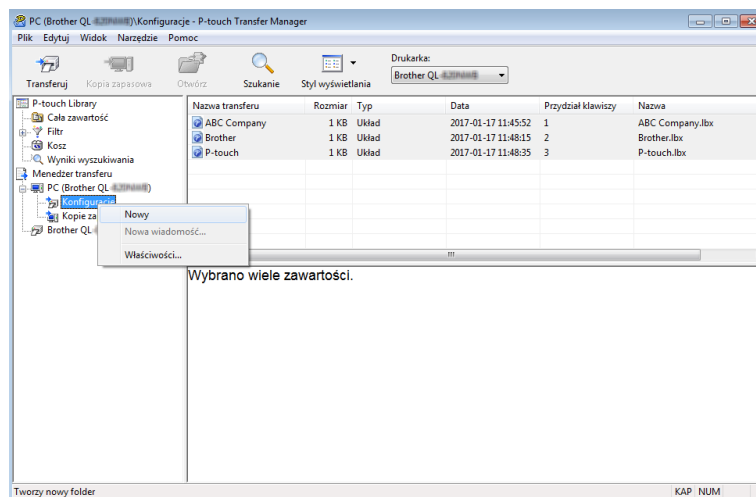 PC (Brother QL )\Konfiguracje - P-touch Transfer Manager
Plik Edytuj Widok Narzędzie Pomoc
Drukarka:
Brother QL
Transferuj Kopia zapasowa Otwórz Szukanie Styl wyświetlania
P-touch Library
Cała zawartość
Filtr
Kosz
Wyniki wyszukiwania
Menedżer transferu
PC (Brother QL )
Konfiguracje
Kopie za
Brother QL
Nowy
Nowa wiadomość...
Właściwości...
Nazwa transferu Rozmiar Typ Data Przydział klawiszy Nazwa
ABC Company 1 KB Układ 2017-01-17 11:45:52 1 ABC Company.lbx
Brother 1 KB Układ 2017-01-17 11:48:15 2 Brother.lbx
P-touch 1 KB Układ 2017-01-17 11:48:35 3 P-touch.lbx
Wybrano wiele zawartości.
Tworzy nowy folder KAP NUM